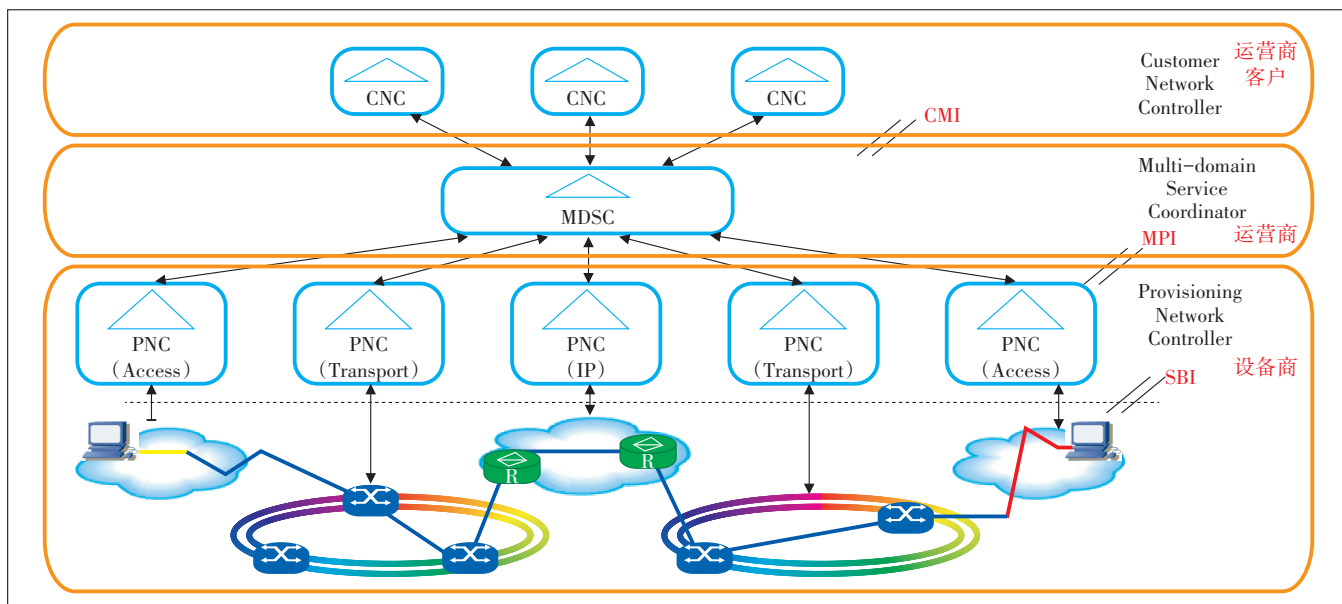 CNC
CNC
CNC
Customer
Network
Controller
运营商
客户
CMI
MDSC
Multi-domain
Service
Coordinator
运营商
MPI
PNC
(Access)
PNC
(Transport)
PNC
(IP)
PNC
(Transport)
PNC
(Access)
Provisioning
Network
Controller
设备商
SBI
R
R